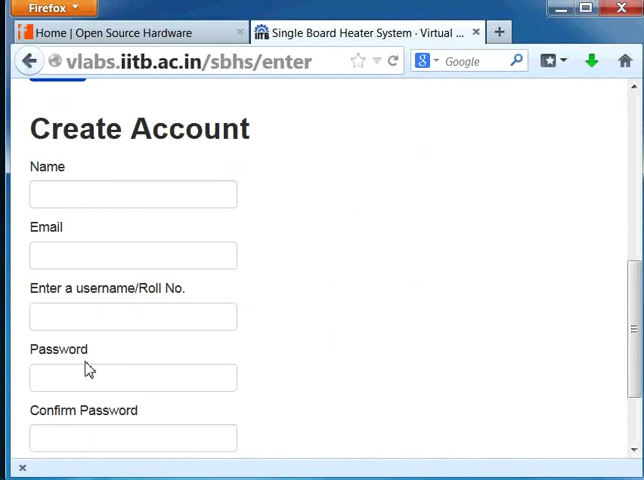 Firefox
Home | Open Source Hardware
Single Board Heater System · Virtual ...
vlabs.iitb.ac.in/sbhs/enter
Google
Create Account
Name
Email
Enter a username/Roll No.
Password
Confirm Password